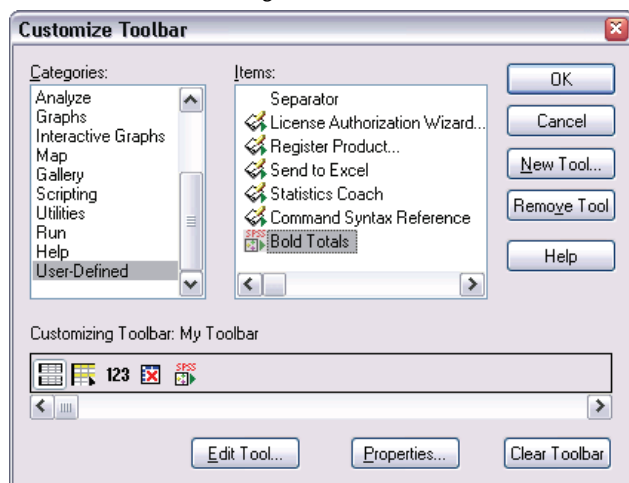 Customize Toolbar
Categories:
Analyze
Graphs
Interactive Graphs
Map
Gallery
Scripting
Utilities
Run
Help
User-Defined
Items:
Separator
License Authorization Wizard...
Register Product...
Send to Excel
Statistics Coach
Command Syntax Reference
SPSS
Bold Totals
OK
Cancel
New Tool...
Remove Tool
Help
Customizing Toolbar: My Toolbar
123
SPSS
Edit Tool...
Properties...
Clear Toolbar